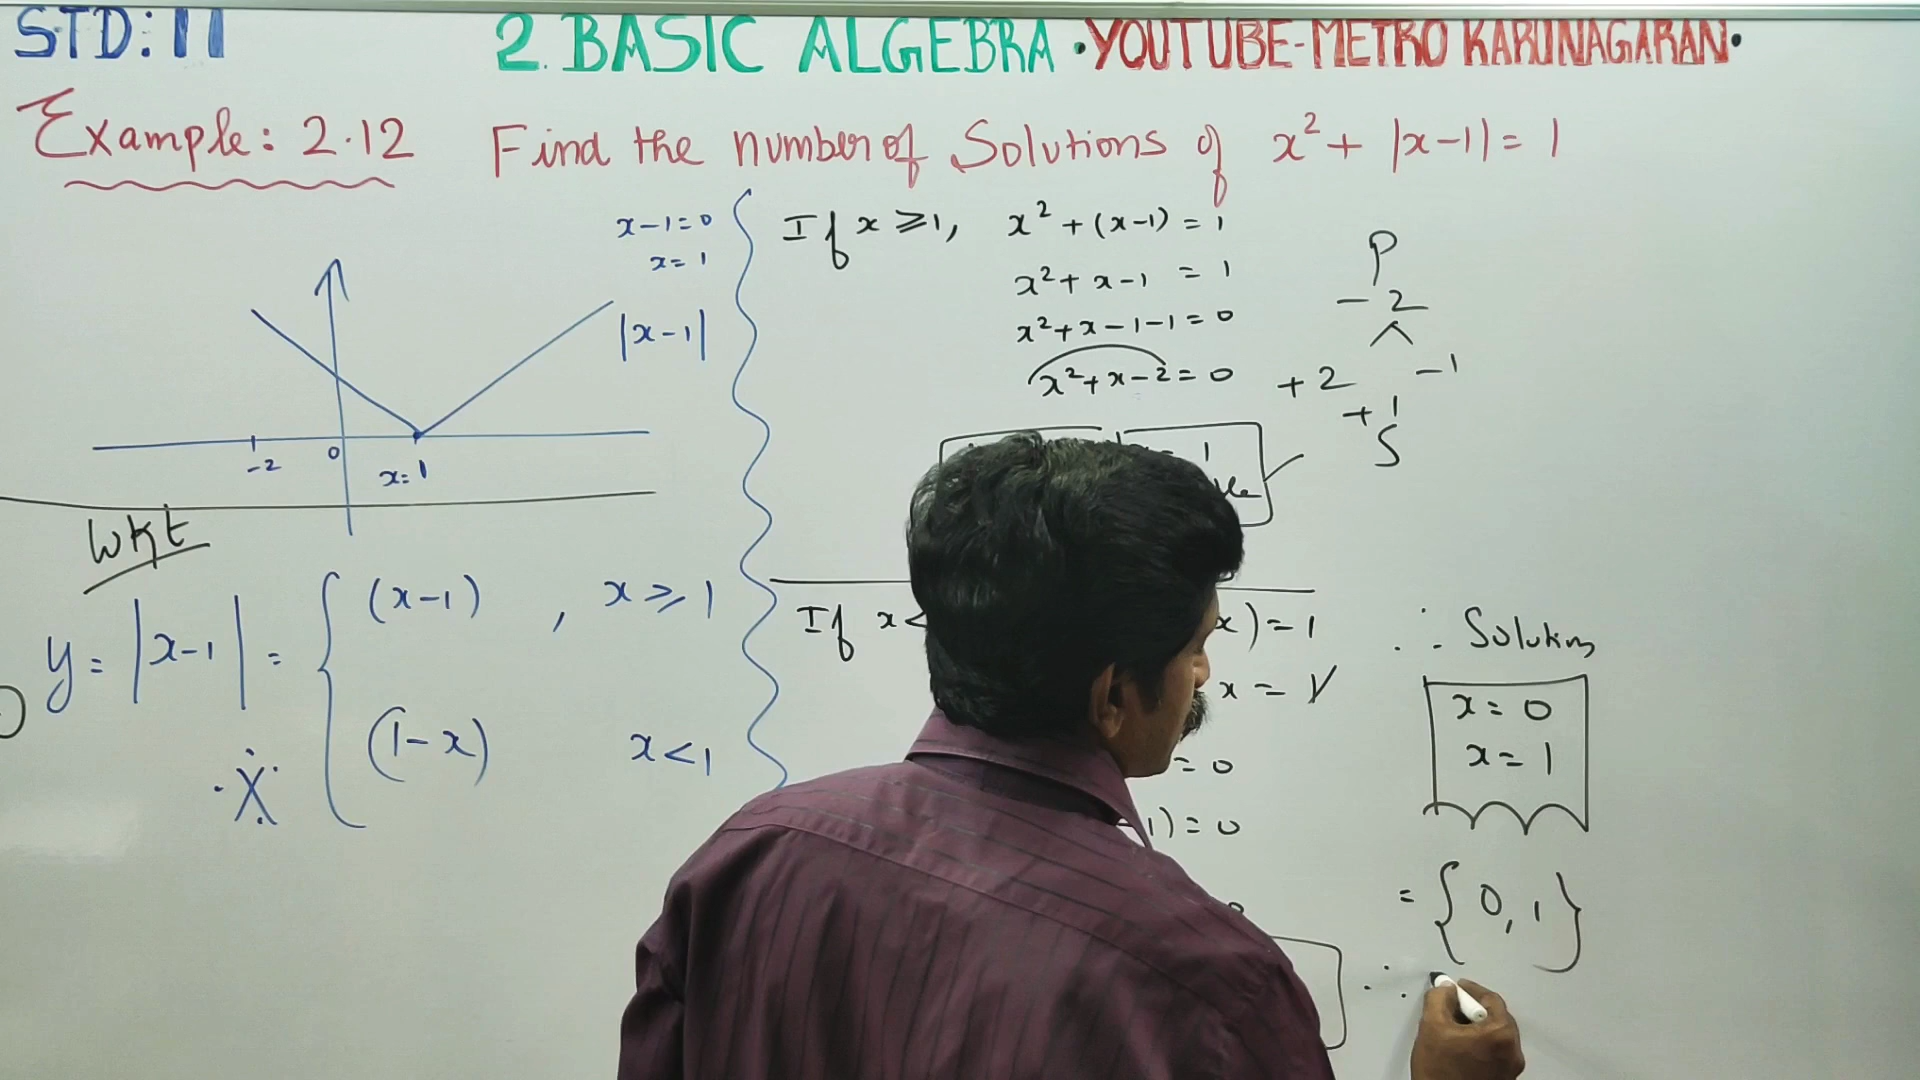 STD: 11 2. BASIC ALGEBRA • YOUTUBE-METRO KARUNAGARAN•
Example: 2.12 Find the number of Solutions of x² + |x-1| = 1
x-1=0
x=1
|x-1|
-2 0 x=1
WKT
y = |x-1| = { (x-1) , x ≥ 1
(1-x) x < 1
If x ≥ 1, x² + (x-1) = 1
x² + x - 1 = 1
x² + x - 1 - 1 = 0
x² + x - 2 = 0
P
-2
+2 -1
+1
S
1
If x < x) = 1
x = 1
= 0
1) = 0
∴ Solutions
x = 0
x = 1
= {0, 1}
∴